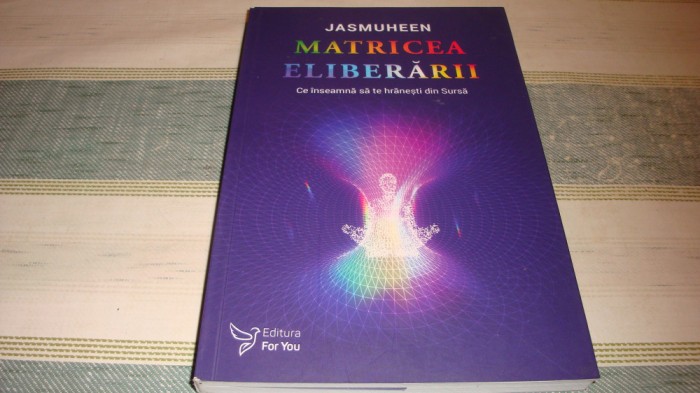 JASMUHEEN
MATRICEA
ELIBERĂRII
Ce înseamnă să te hrănești din Sursă
Editura
For You